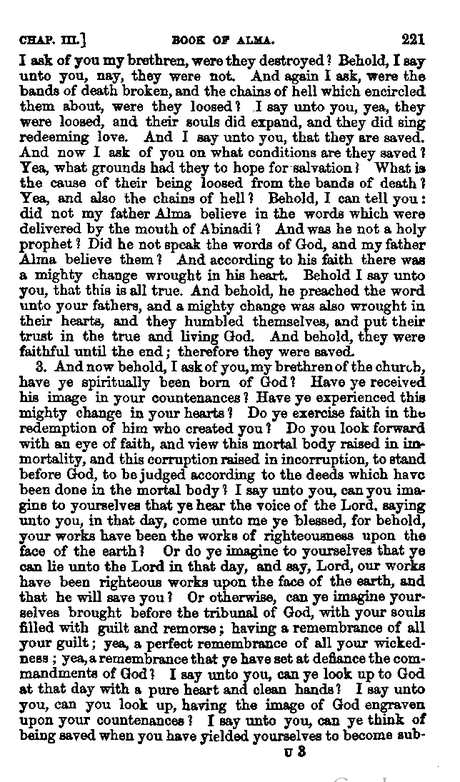 CHAP. III.] BOOK OF ALMA. 221
I ask of you my brethren, were they destroyed? Behold, I say
unto you, nay, they were not. And again I ask, were the
bands of death broken, and the chains of hell which encircled
them about, were they loosed? I say unto you, yea, they
were loosed, and their souls did expand, and they did sing
redeeming love. And I say unto you, that they are saved.
And now I ask of you on what conditions are they saved?
Yea, what grounds had they to hope for salvation? What is
the cause of their being loosed from the bands of death?
Yea, and also the chains of hell? Behold, I can tell you:
did not my father Alma believe in the words which were
delivered by the mouth of Abinadi? And was he not a holy
prophet? Did he not speak the words of God, and my father
Alma believe them? And according to his faith there was
a mighty change wrought in his heart. Behold I say unto
you, that this is all true. And behold, he preached the word
unto your fathers, and a mighty change was also wrought in
their hearts, and they humbled themselves, and put their
trust in the true and living God. And behold, they were
faithful until the end; therefore they were saved.
3. And now behold, I ask of you, my brethren of the church,
have ye spiritually been born of God? Have ye received
his image in your countenances? Have ye experienced this
mighty change in your hearts? Do ye exercise faith in the
redemption of him who created you? Do you look forward
with an eye of faith, and view this mortal body raised in im-
mortality, and this corruption raised in incorruption, to stand
before God, to be judged according to the deeds which have
been done in the mortal body? I say unto you, can you ima-
gine to yourselves that ye hear the voice of the Lord, saying
unto you, in that day, come unto me ye blessed, for behold,
your works have been the works of righteousness upon the
face of the earth? Or do ye imagine to yourselves that ye
can lie unto the Lord in that day, and say, Lord, our works
have been righteous works upon the face of the earth, and
that he will save you? Or otherwise, can ye imagine your-
selves brought before the tribunal of God, with your souls
filled with guilt and remorse; having a remembrance of all
your guilt; yea, a perfect remembrance of all your wicked-
ness; yea, a remembrance that ye have set at defiance the com-
mandments of God? I say unto you, can ye look up to God
at that day with a pure heart and clean hands? I say unto
you, can you look up, having the image of God engraven
upon your countenances? I say unto you, can ye think of
being saved when you have yielded yourselves to become sub-
U 3